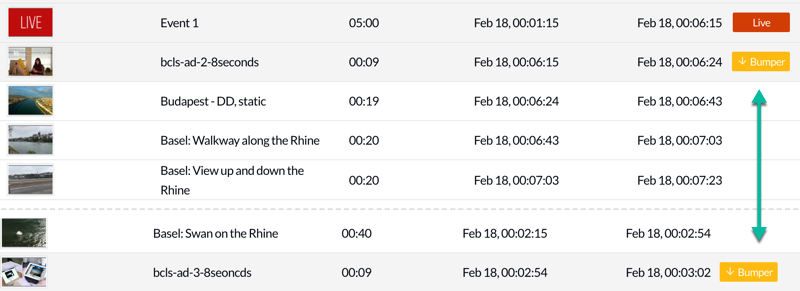 LIVE Event 1 05:00 Feb 18, 00:01:15 Feb 18, 00:06:15 Live
bcls-ad-2-8seconds 00:09 Feb 18, 00:06:15 Feb 18, 00:06:24 ↓ Bumper
Budapest - DD, static 00:19 Feb 18, 00:06:24 Feb 18, 00:06:43
Basel: Walkway along the Rhine 00:20 Feb 18, 00:06:43 Feb 18, 00:07:03
Basel: View up and down the
Rhine 00:20 Feb 18, 00:07:03 Feb 18, 00:07:23
Basel: Swan on the Rhine 00:40 Feb 18, 00:02:15 Feb 18, 00:02:54
bcls-ad-3-8seoncds 00:09 Feb 18, 00:02:54 Feb 18, 00:03:02 ↓ Bumper